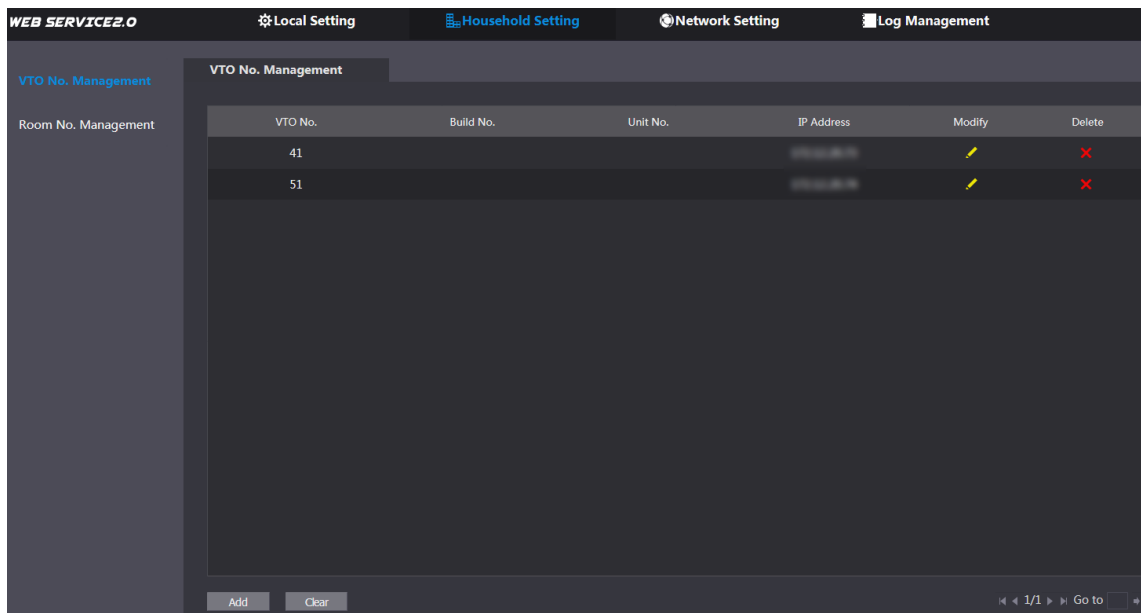 WEB SERVICE2.0 Local Setting Household Setting Network Setting Log Management
VTO No. Management
VTO No. Management
Room No. Management
VTO No. Build No. Unit No. IP Address Modify Delete
41
51
Add Clear 1/1 Go to